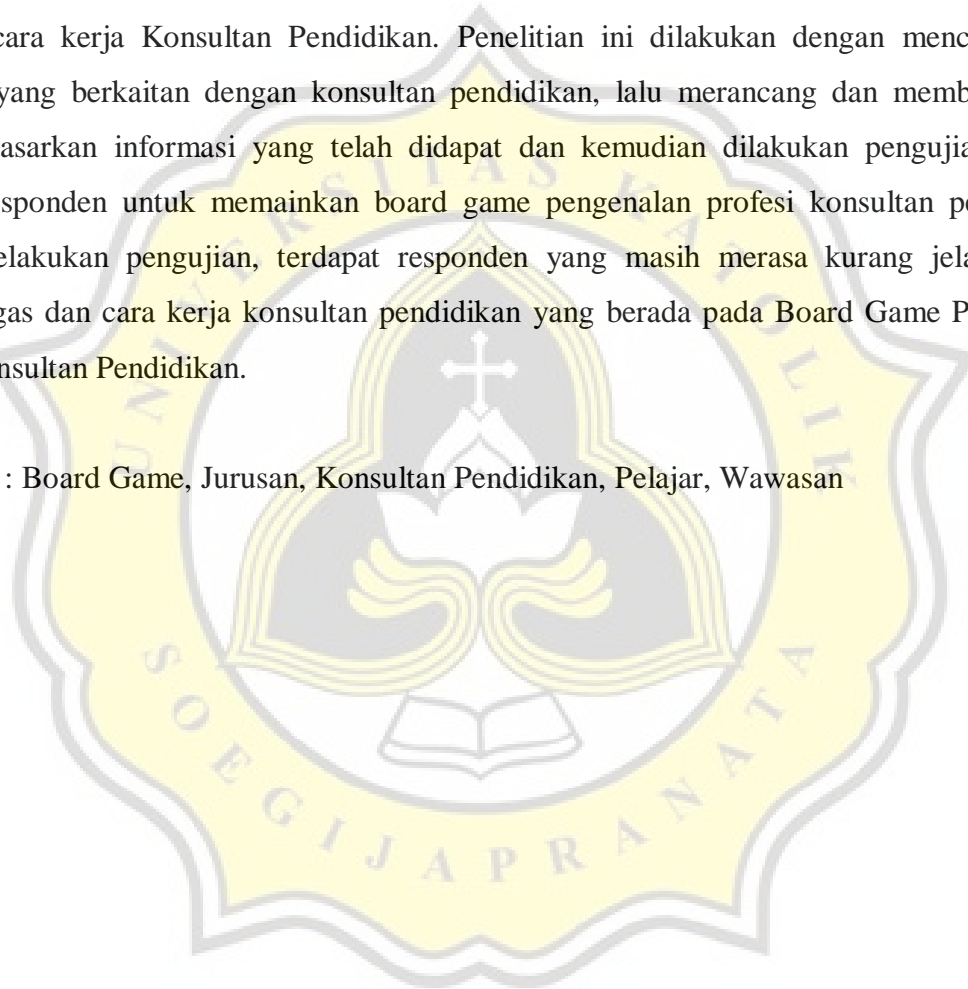 cara kerja Konsultan Pendidikan. Penelitian ini dilakukan dengan menc
yang berkaitan dengan konsultan pendidikan, lalu merancang dan memb
asarkan informasi yang telah didapat dan kemudian dilakukan pengujia
sponden untuk memainkan board game pengenalan profesi konsultan pe
elakukan pengujian, terdapat responden yang masih merasa kurang jela
gas dan cara kerja konsultan pendidikan yang berada pada Board Game P
nsultan Pendidikan.
: Board Game, Jurusan, Konsultan Pendidikan, Pelajar, Wawasan
UNIVERSITAS KATOLIK
SOEGIJAPRANATA